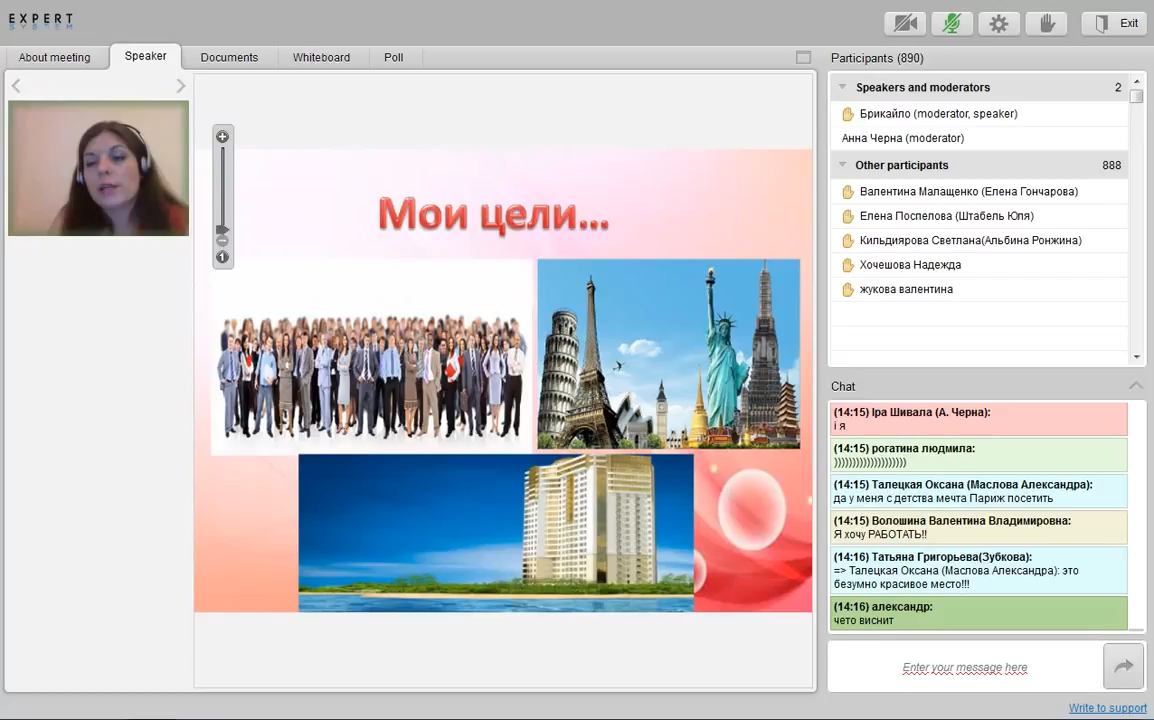 EXPERT
SYSTEM
Exit
About meeting
Speaker
Documents
Whiteboard
Poll
Participants (890)
Speakers and moderators 2
Брикайло (moderator, speaker)
Анна Черна (moderator)
Other participants 888
Валентина Малащенко (Елена Гончарова)
Елена Поспелова (Штабель Юля)
Кильдиярова Светлана(Альбина Ронжина)
Хочешова Надежда
жукова валентина
1
Мои цели...
Chat
(14:15) Іра Шивала (А. Черна):
і я
(14:15) рогатина людмила:
))))))))))))))))))))
(14:15) Талецкая Оксана (Маслова Александра):
да у меня с детства мечта Париж посетить
(14:15) Волошина Валентина Владимировна:
Я хочу РАБОТАТЬ!!
(14:16) Татьяна Григорьева(Зубкова):
=> Талецкая Оксана (Маслова Александра): это
безумно красивое место!!!
(14:16) александр:
чето виснит
Enter your message here
Write to support